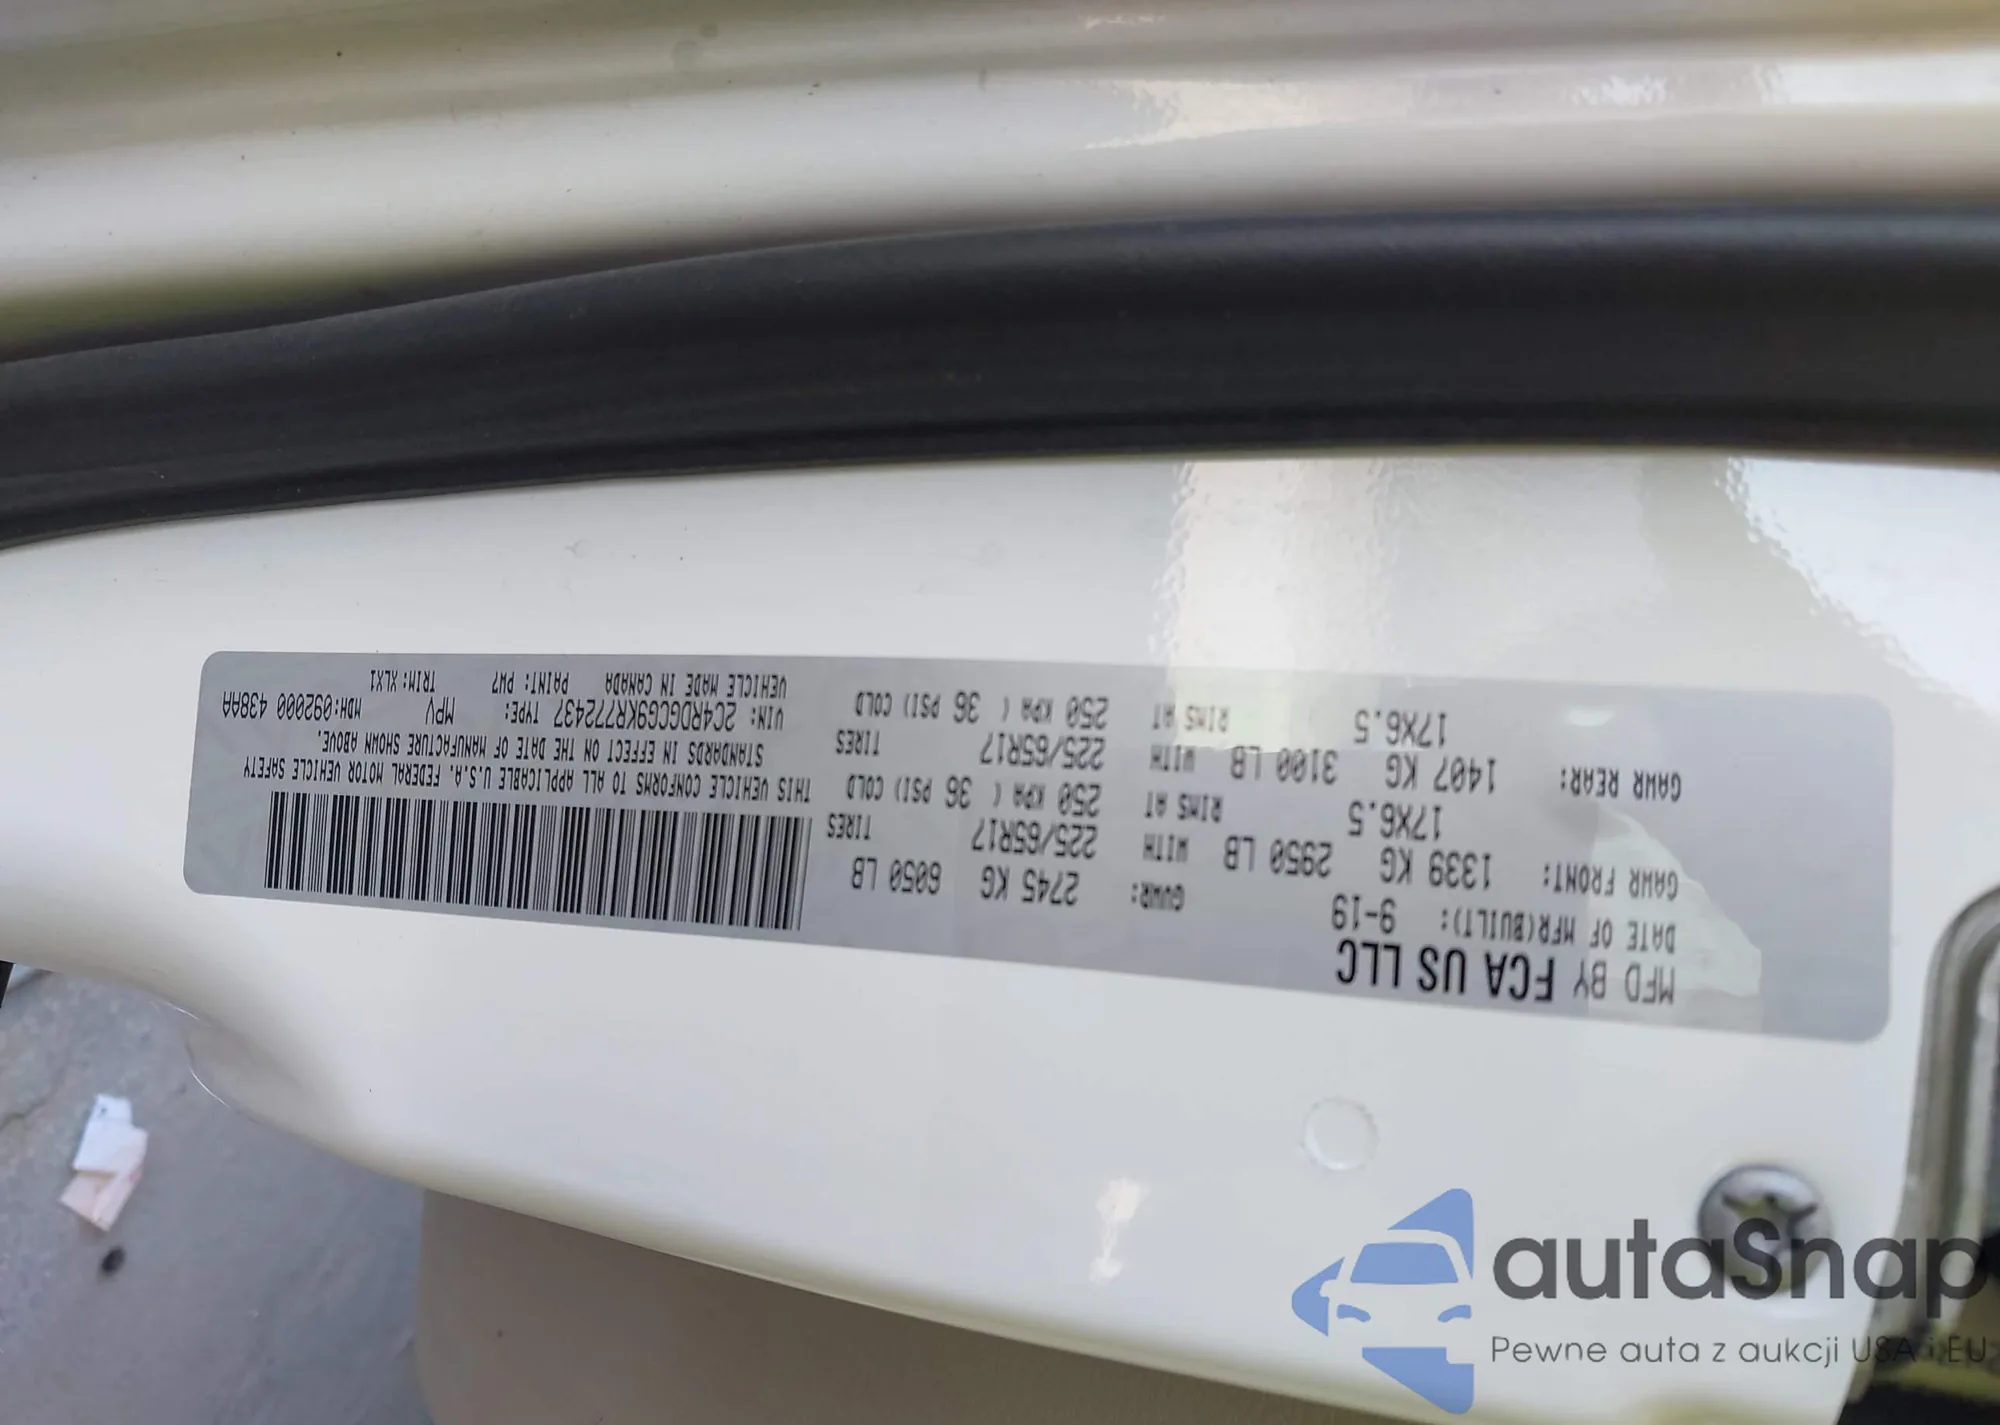 MFD BY FCA US LLC
DATE OF MFR(BUILT): 9-19 GVWR: 2745 KG 6050 LB
GAWR FRONT: 1339 KG 2950 LB WITH 225/65R17 TIRES
17X6.5 RIMS AT 250 KPA ( 36 PSI) COLD
GAWR REAR: 1407 KG 3100 LB WITH 225/65R17 TIRES
17X6.5 RIMS AT 250 KPA ( 36 PSI) COLD
THIS VEHICLE CONFORMS TO ALL APPLICABLE U.S.A. FEDERAL MOTOR VEHICLE SAFETY
STANDARDS IN EFFECT ON THE DATE OF MANUFACTURE SHOWN ABOVE.
VIN: 2C4RDGCG9KR772437 TYPE: MPV MDH:092000 438AA
VEHICLE MADE IN CANADA PAINT: PW7 TRIM: XLX1
autaSnap
Pewne auta z aukcji USA i EU